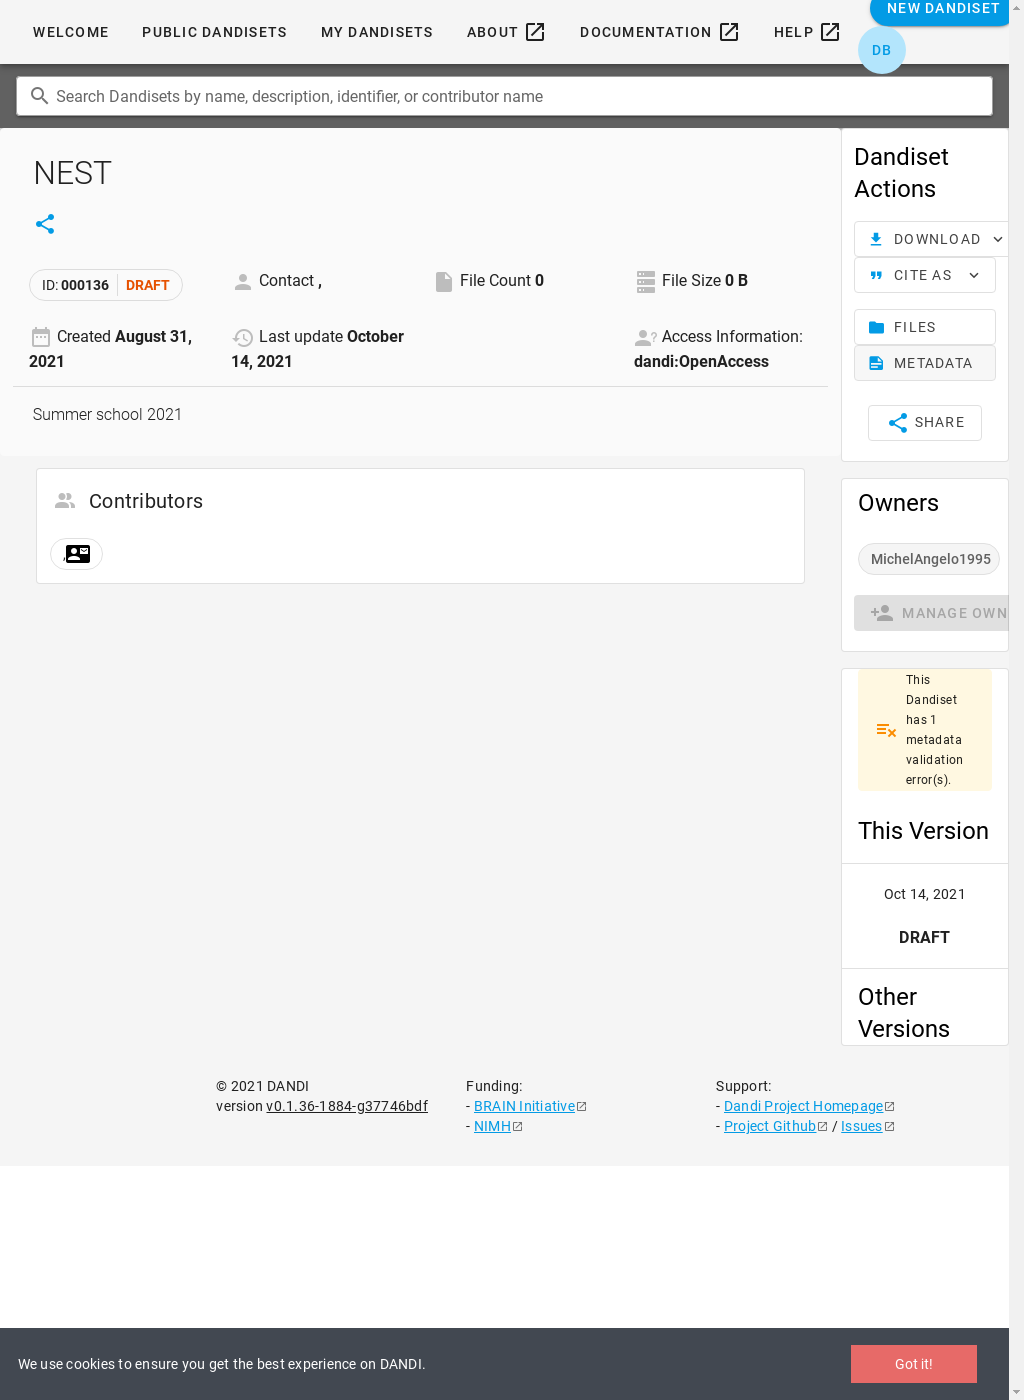 WELCOME
PUBLIC DANDISETS
MY DANDISETS
ABOUT
DOCUMENTATION
HELP
NEW DANDISET
DB
Search Dandisets by name, description, identifier, or contributor name
NEST
ID: 000136 DRAFT
Contact ,
File Count 0
File Size 0 B
Created August 31,
2021
Last update October
14, 2021
Access Information:
dandi:OpenAccess
Summer school 2021
Contributors
,
Dandiset
Actions
DOWNLOAD
CITE AS
FILES
METADATA
SHARE
Owners
MichelAngelo1995
MANAGE OWN
This
Dandiset
has 1
metadata
validation
error(s).
This Version
Oct 14, 2021
DRAFT
Other
Versions
© 2021 DANDI
version v0.1.36-1884-g37746bdf
Funding:
- BRAIN Initiative
- NIMH
Support:
- Dandi Project Homepage
- Project Github / Issues
We use cookies to ensure you get the best experience on DANDI.
Got it!